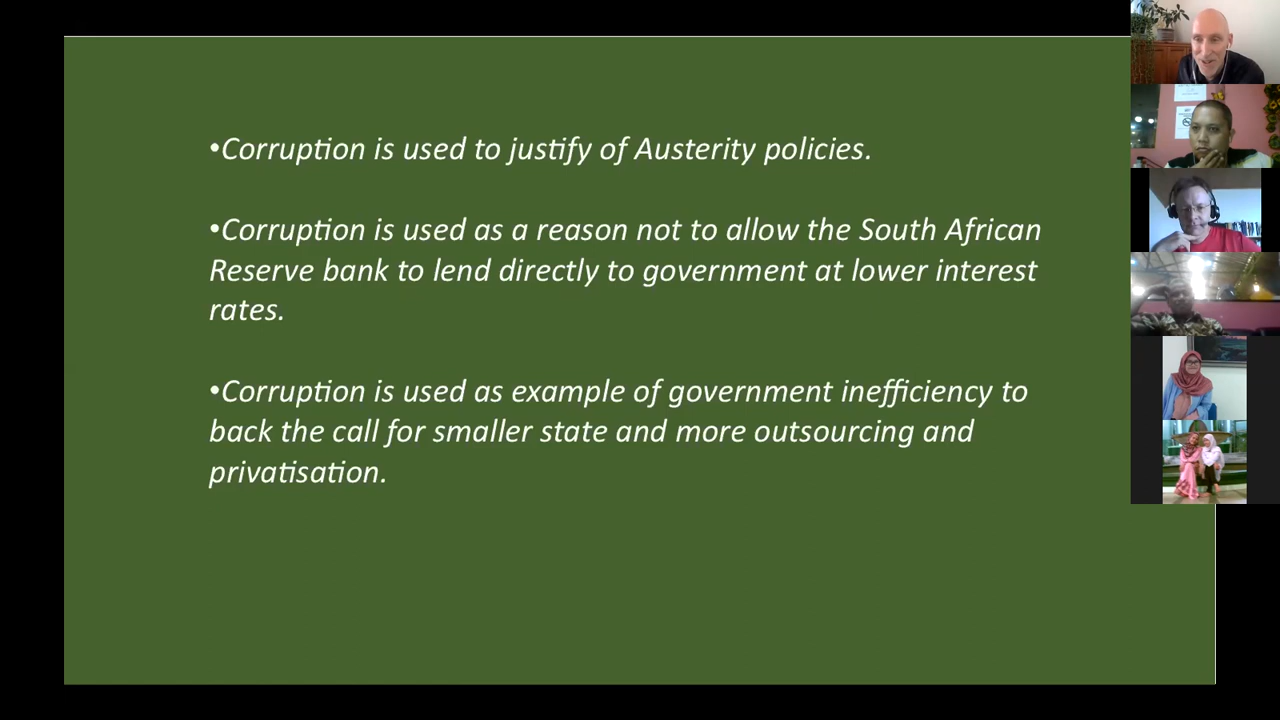 •Corruption is used to justify of Austerity policies.
•Corruption is used as a reason not to allow the South African
Reserve bank to lend directly to government at lower interest
rates.
•Corruption is used as example of government inefficiency to
back the call for smaller state and more outsourcing and
privatisation.